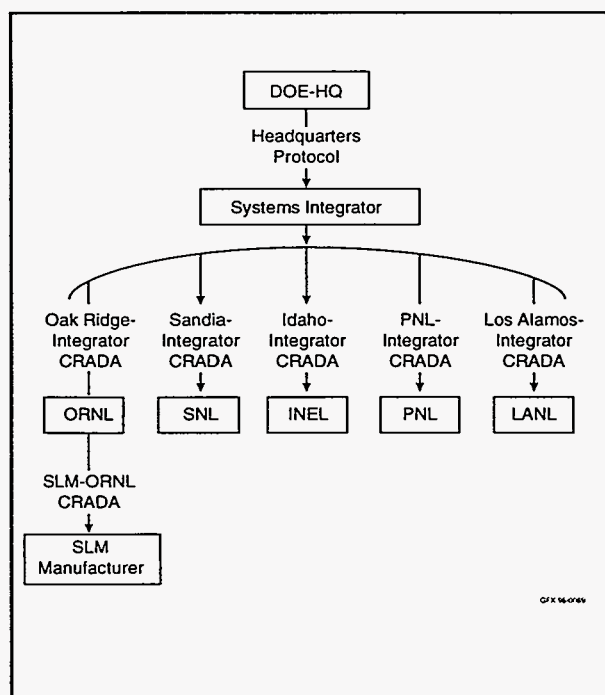 DOE-HQ
Headquarters
Protocol
Systems Integrator
Oak Ridge-
Integrator
CRADA
Sandia-
Integrator
CRADA
Idaho-
Integrator
CRADA
PNL-
Integrator
CRADA
Los Alamos-
Integrator
CRADA
ORNL
SNL
INEL
PNL
LANL
SLM-ORNL
CRADA
SLM
Manufacturer